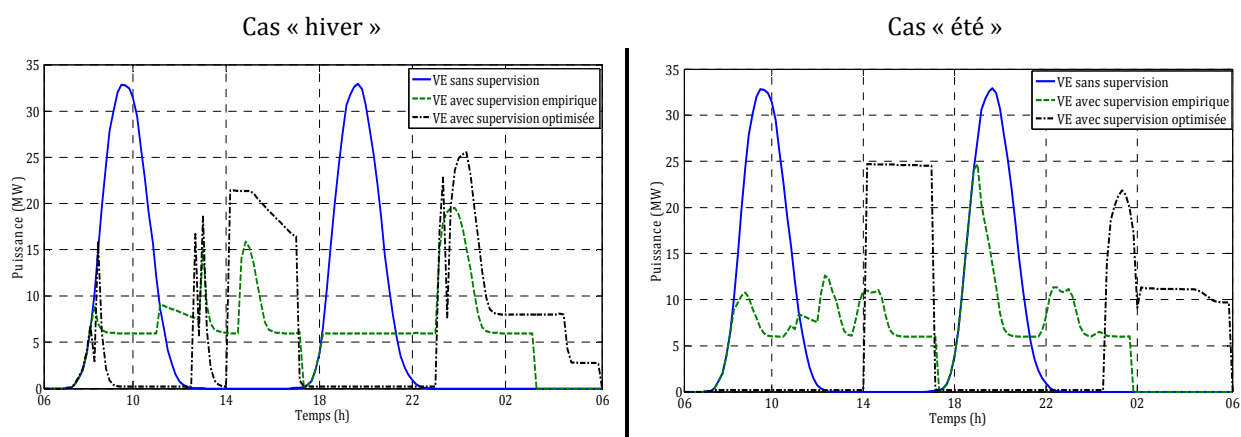 Cas « hiver »
Cas « été »
35
30
25
20
15
10
5
0
Puissance (MW)
VE sans supervision
VE avec supervision empirique
VE avec supervision optimisée
06 10 14 18 22 02 06
Temps (h)
35
30
25
20
15
10
5
0
Puissance (MW)
VE sans supervision
VE avec supervision empirique
VE avec supervision optimisée
06 10 14 18 22 02 06
Temps (h)